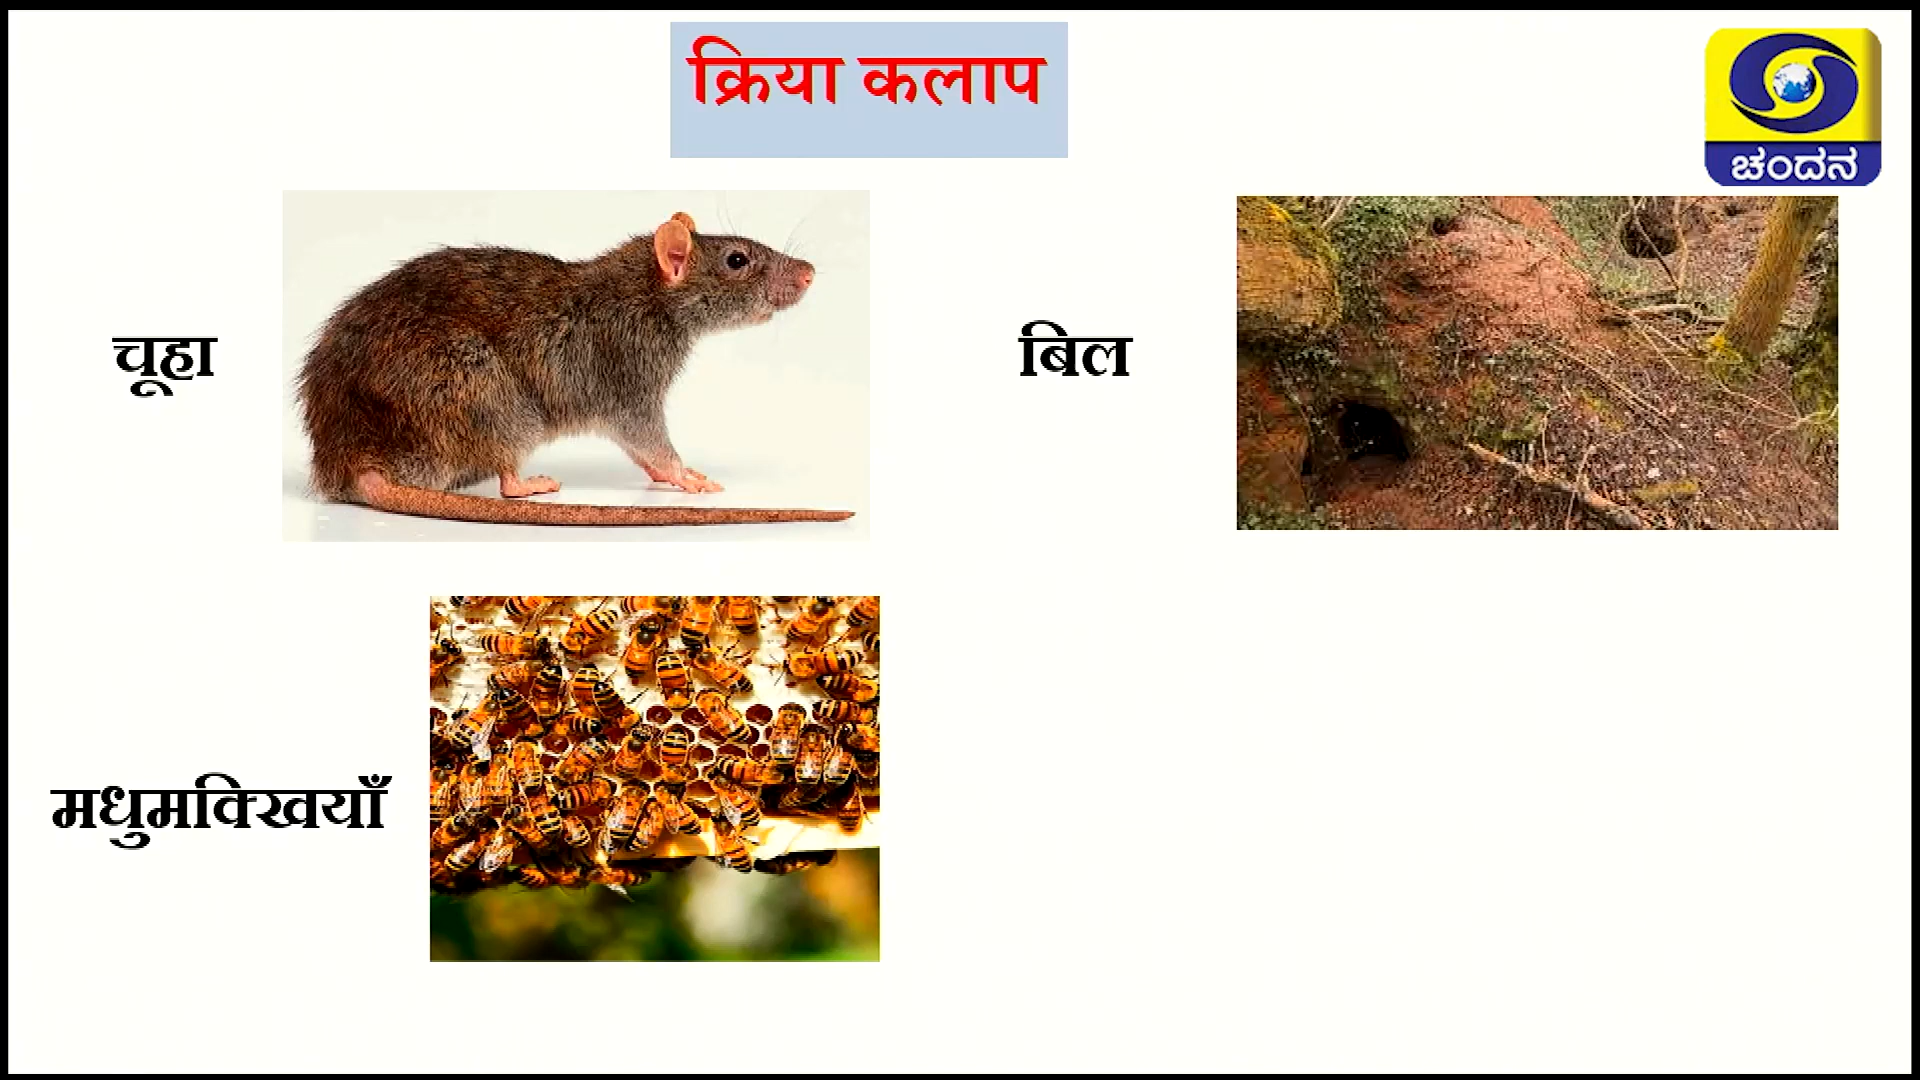 क्रिया कलाप
ಚಂದನ
चूहा
बिल
मधुमक्खियाँ